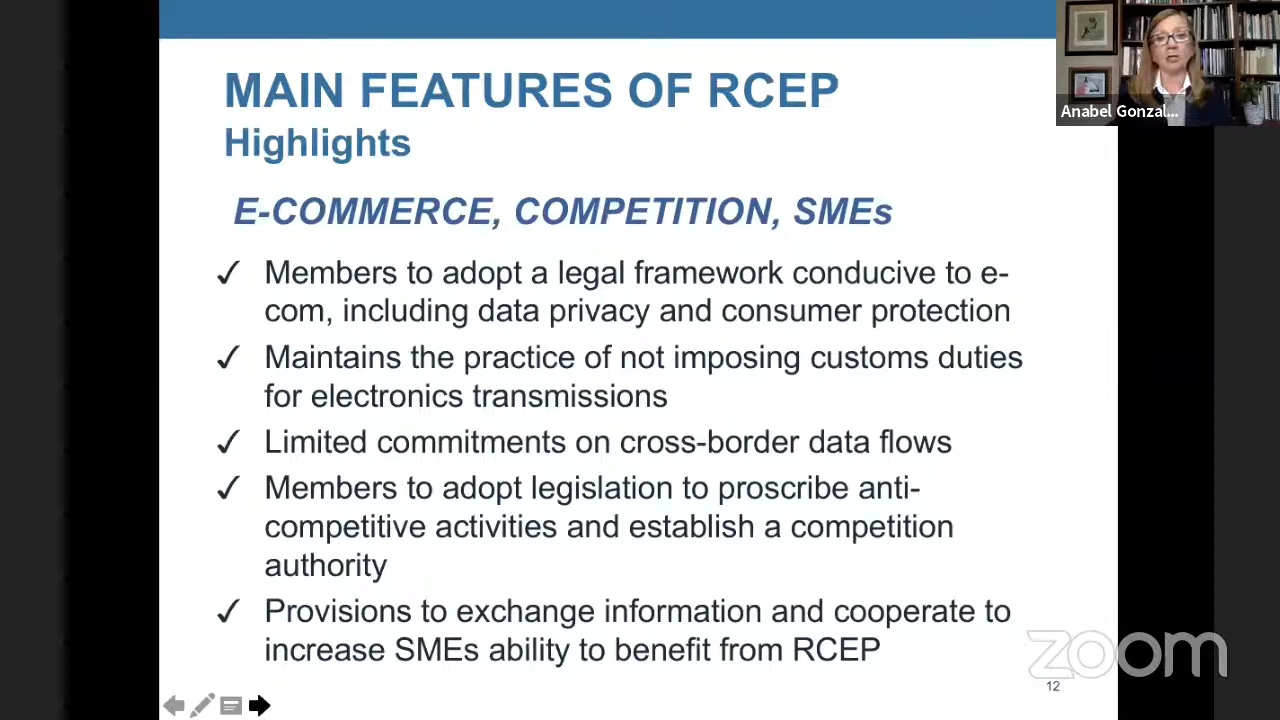 MAIN FEATURES OF RCEP
Highlights
E-COMMERCE, COMPETITION, SMEs
✓ Members to adopt a legal framework conducive to e-
com, including data privacy and consumer protection
✓ Maintains the practice of not imposing customs duties
for electronics transmissions
✓ Limited commitments on cross-border data flows
✓ Members to adopt legislation to proscribe anti-
competitive activities and establish a competition
authority
✓ Provisions to exchange information and cooperate to
increase SMEs ability to benefit from RCEP
12
Anabel Gonzal...
zoom